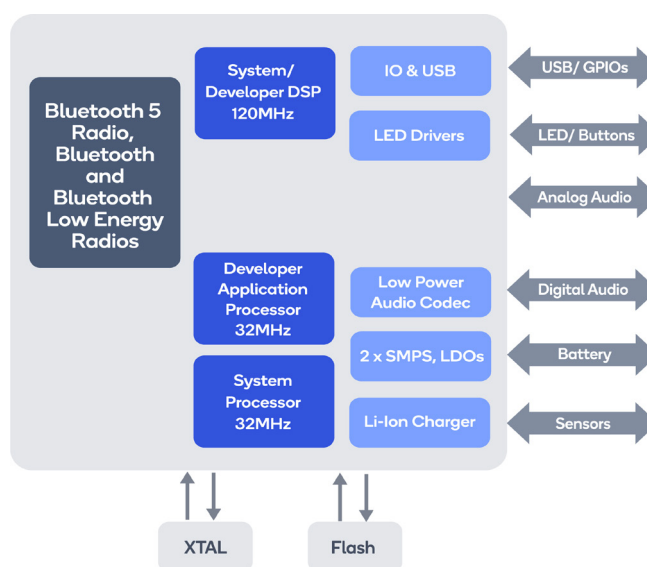 Bluetooth 5
Radio,
Bluetooth
and
Bluetooth
Low Energy
Radios
System/
Developer DSP
120MHz
Developer
Application
Processor
32MHz
System
Processor
32MHz
IO & USB
LED Drivers
Low Power
Audio Codec
2 x SMPS, LDOs
Li-Ion Charger
USB/ GPIOs
LED/ Buttons
Analog Audio
Digital Audio
Battery
Sensors
XTAL
Flash